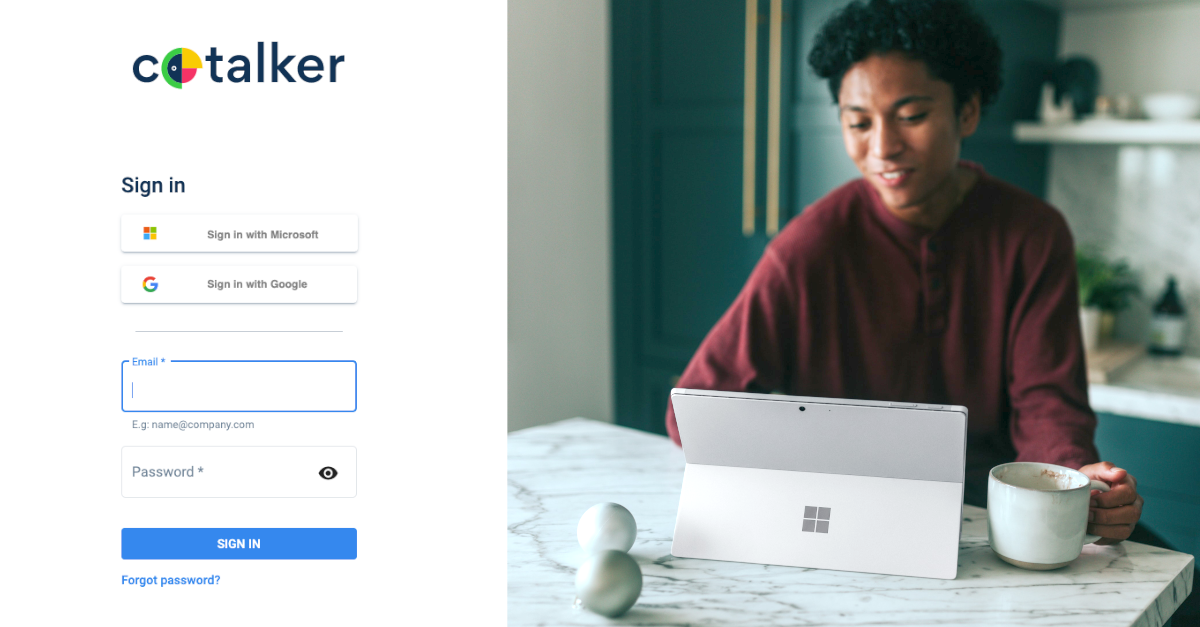 cotalker
Sign in
Sign in with Microsoft
Sign in with Google
Email *
E.g: name@company.com
Password *
SIGN IN
Forgot password?